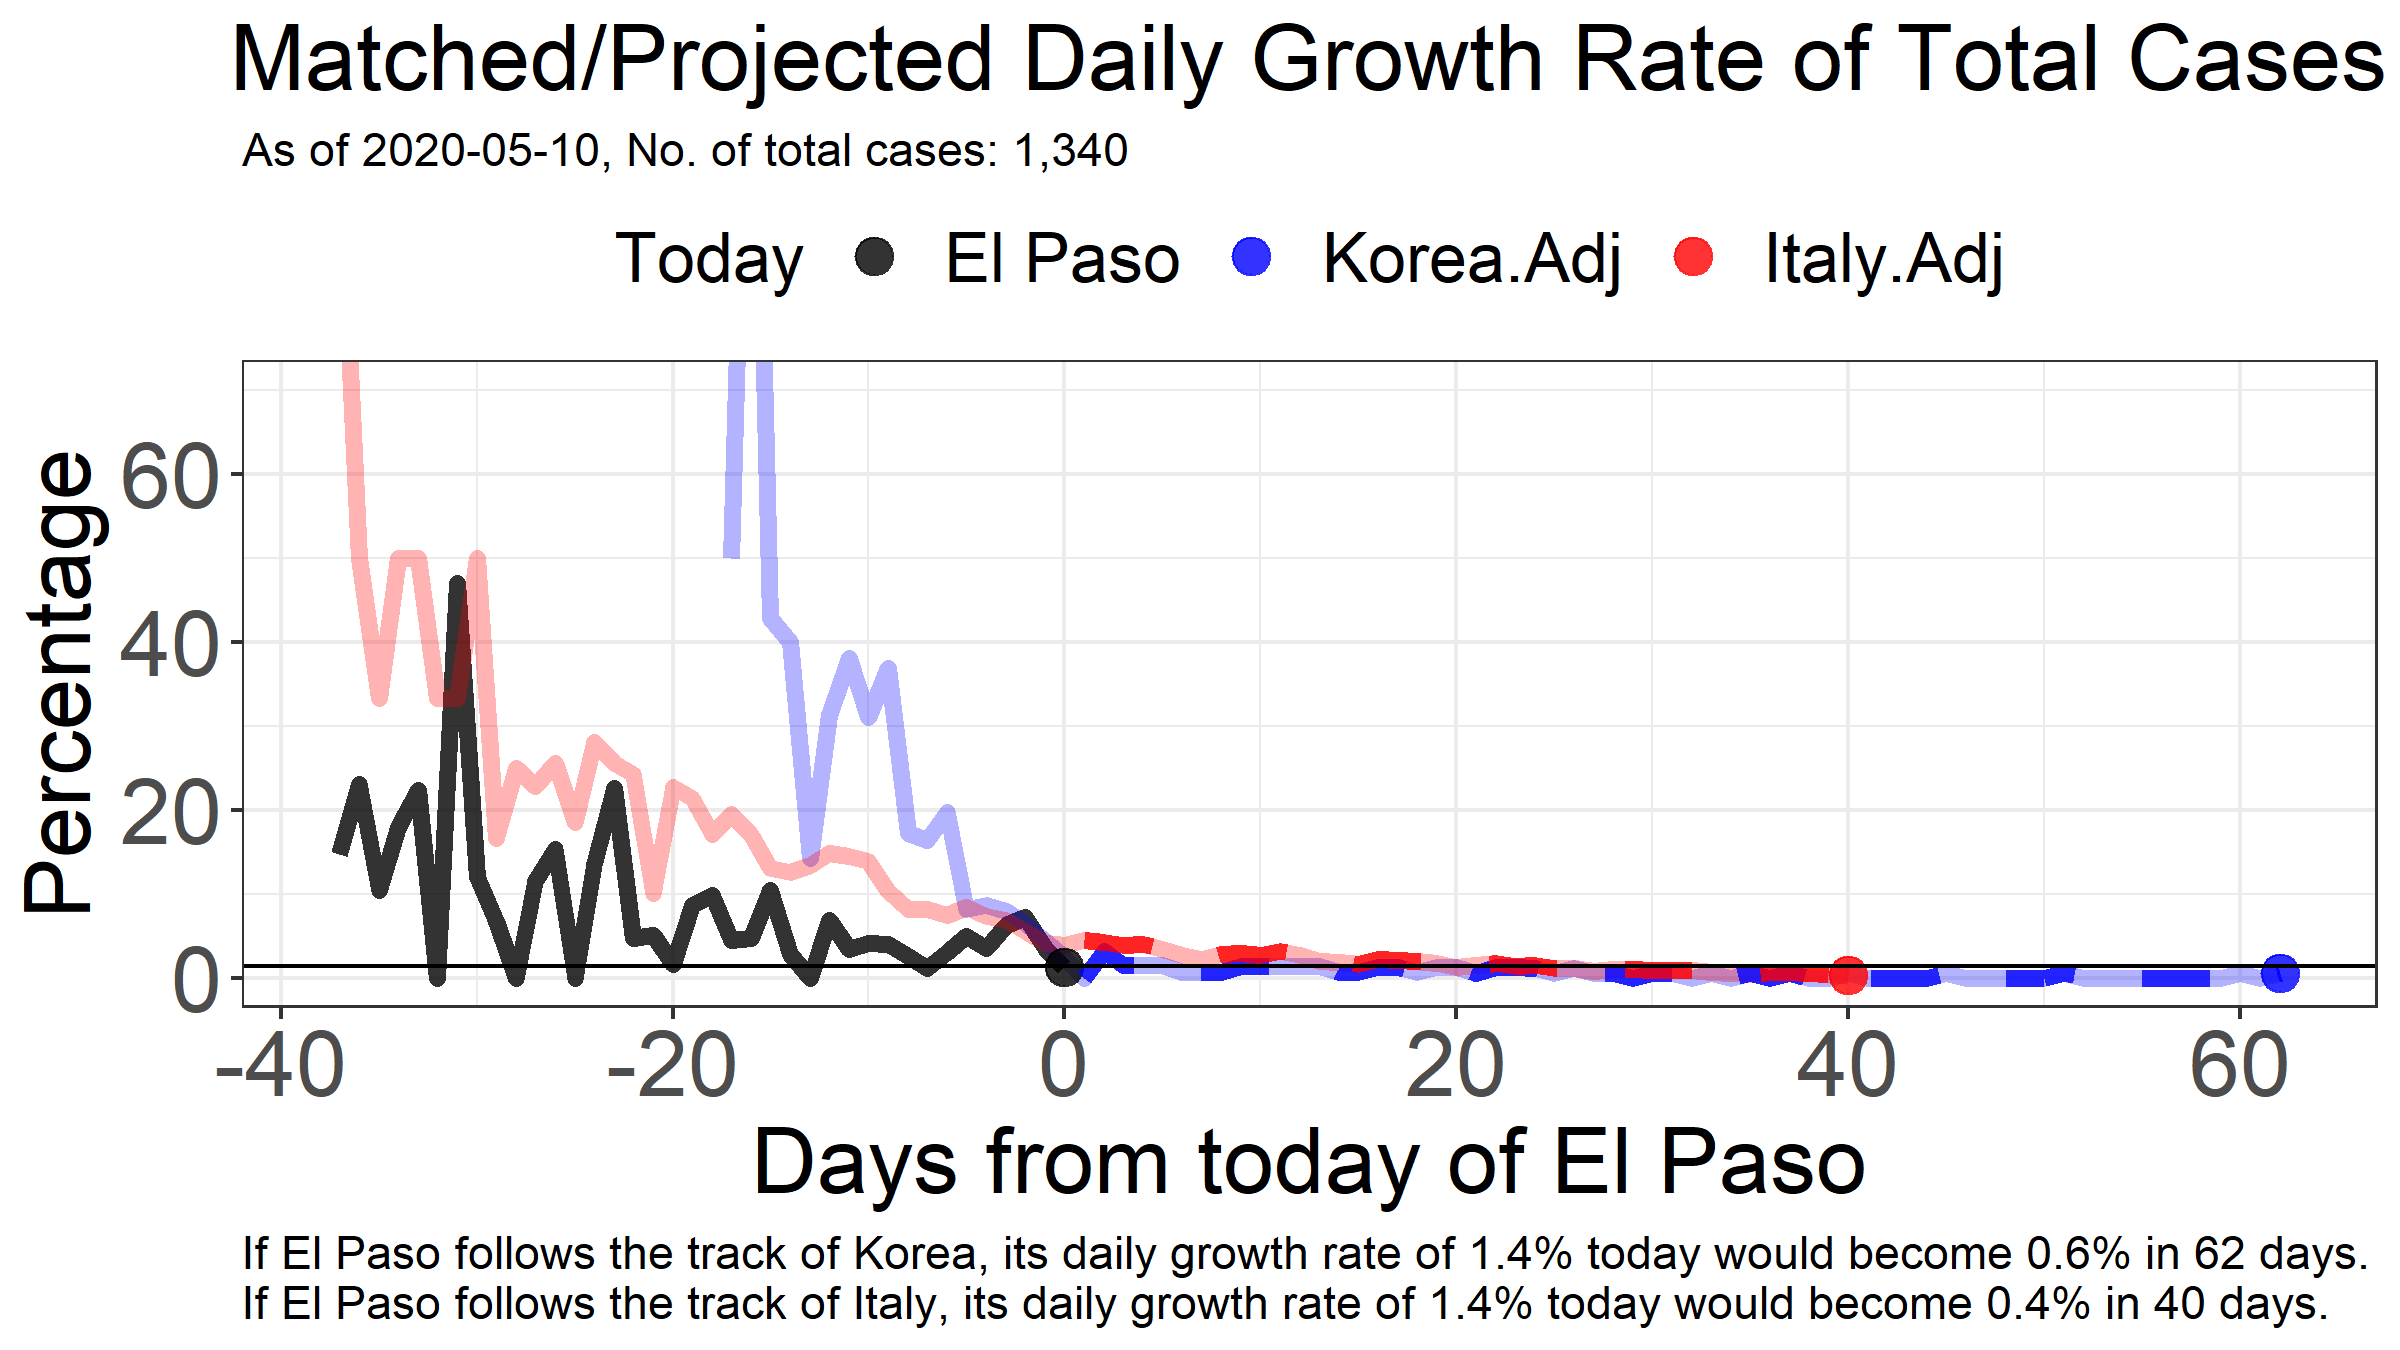 Matched/Projected Daily Growth Rate of Total Cases
As of 2020-05-10, No. of total cases: 1,340
Today El Paso Korea.Adj Italy.Adj
Percentage
60
40
20
0
-40 -20 0 20 40 60
Days from today of El Paso
If El Paso follows the track of Korea, its daily growth rate of 1.4% today would become 0.6% in 62 days.
If El Paso follows the track of Italy, its daily growth rate of 1.4% today would become 0.4% in 40 days.